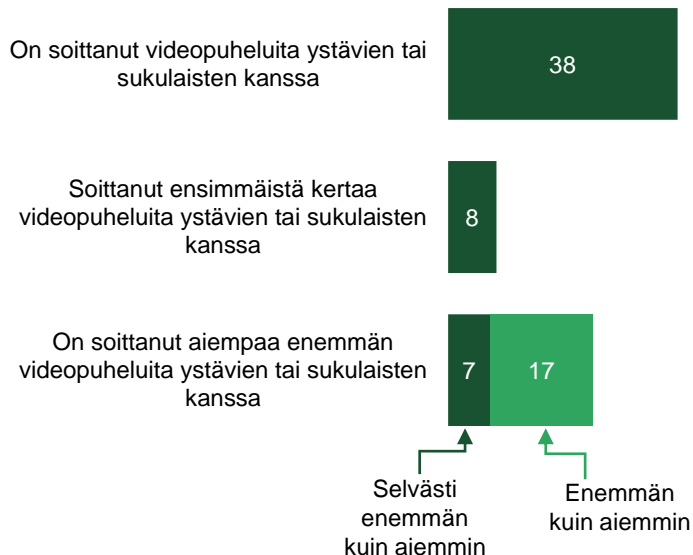 On soittanut videopuheluita ystävien tai
sukulaisten kanssa
38
Soittanut ensimmäistä kertaa
videopuheluita ystävien tai sukulaisten
kanssa
8
On soittanut aiempaa enemmän
videopuheluita ystävien tai sukulaisten
kanssa
7
17
Selvästi
enemmän
kuin aiemmin
Enemmän
kuin aiemmin